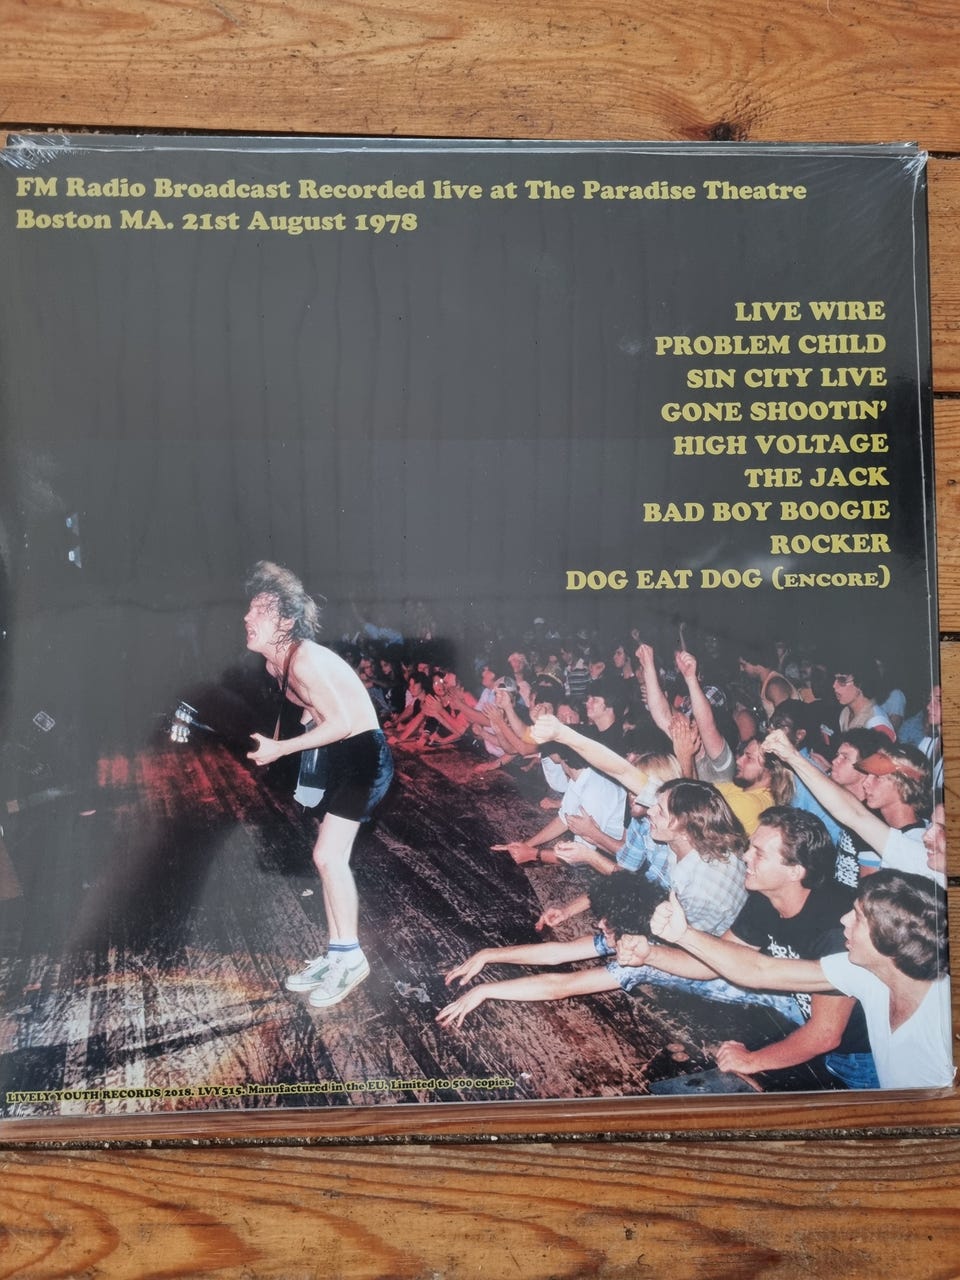 FM Radio Broadcast Recorded live at The Paradise Theatre
Boston MA. 21st August 1978
LIVE WIRE
PROBLEM CHILD
SIN CITY LIVE
GONE SHOOTIN’
HIGH VOLTAGE
THE JACK
BAD BOY BOOGIE
ROCKER
DOG EAT DOG (ENCORE)
LIVELY YOUTH RECORDS 2018. LVY515. Manufactured in the EU. Limited to 500 copies.